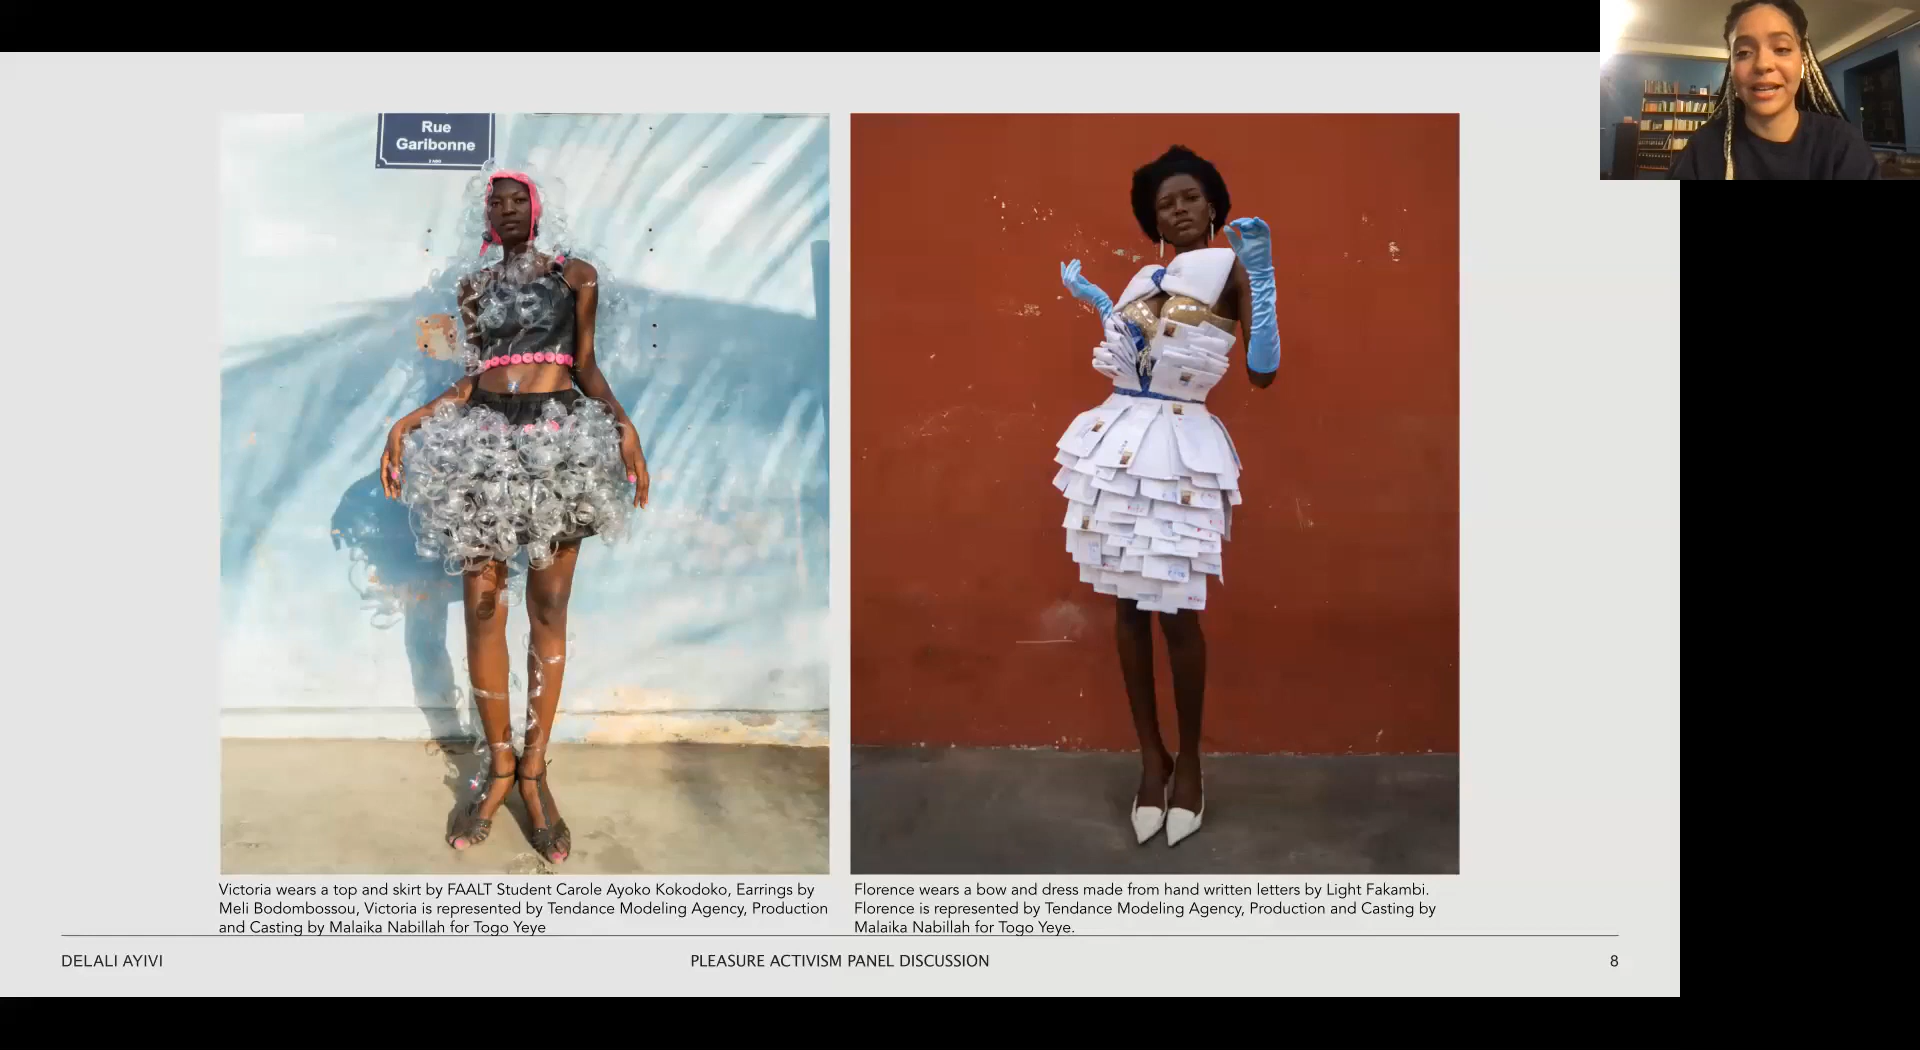 Rue
Garibonne
Victoria wears a top and skirt by FAALT Student Carole Ayoko Kokodoko, Earrings by
Meli Bodombossou, Victoria is represented by Tendance Modeling Agency, Production
and Casting by Malaika Nabillah for Togo Yeye
Florence wears a bow and dress made from hand written letters by Light Fakambi.
Florence is represented by Tendance Modeling Agency, Production and Casting by
Malaika Nabillah for Togo Yeye.
DELALI AYIVI
PLEASURE ACTIVISM PANEL DISCUSSION
8